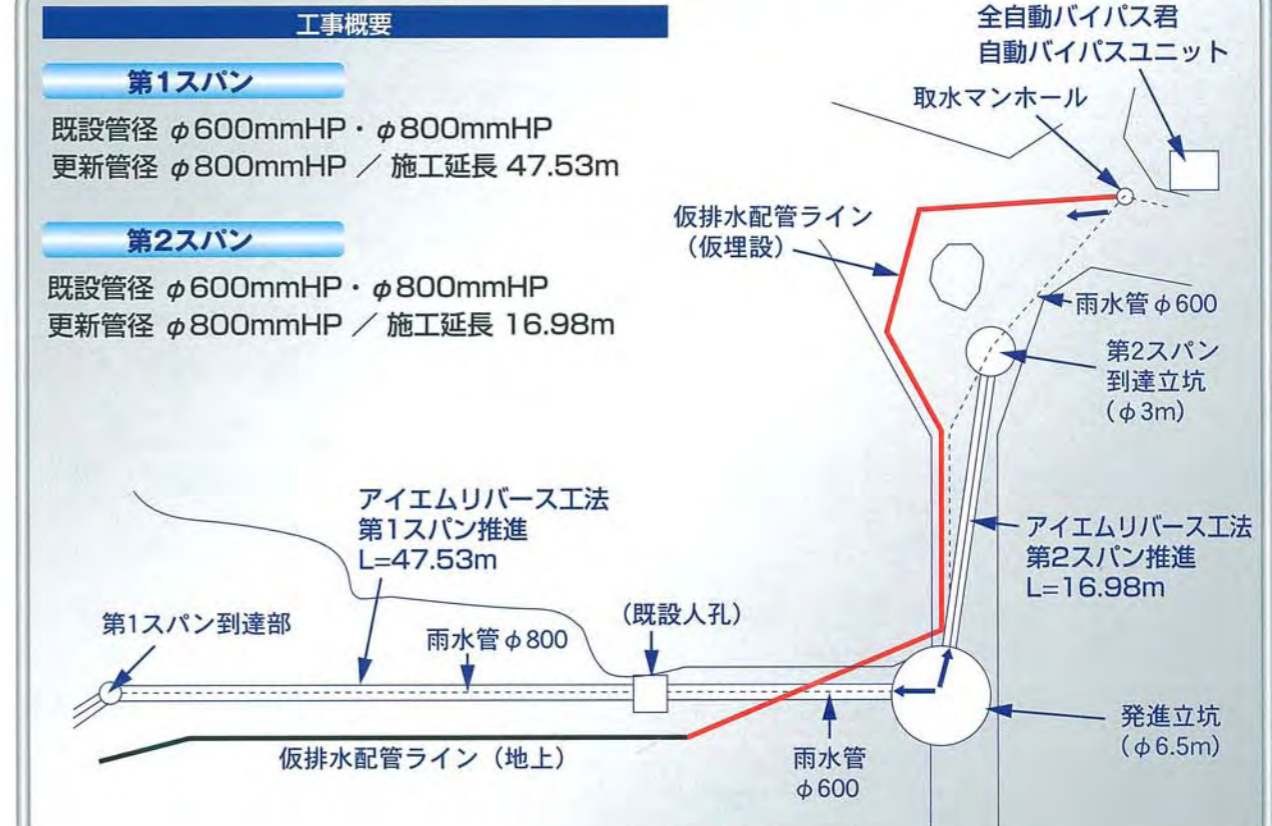 工事概要
第1スパン
既設管径 φ600mmHP・φ800mmHP
更新管径 φ800mmHP ／ 施工延長 47.53m
第2スパン
既設管径 φ600mmHP・φ800mmHP
更新管径 φ800mmHP ／ 施工延長 16.98m
全自動バイパス君
自動バイパスユニット
取水マンホール
仮排水配管ライン
（仮埋設）
雨水管φ600
第2スパン
到達立坑
（φ3m）
アイエムリバース工法
第1スパン推進
L=47.53m
アイエムリバース工法
第2スパン推進
L=16.98m
第1スパン到達部
雨水管φ800
（既設人孔）
発進立坑
（φ6.5m）
仮排水配管ライン（地上）
雨水管
φ600